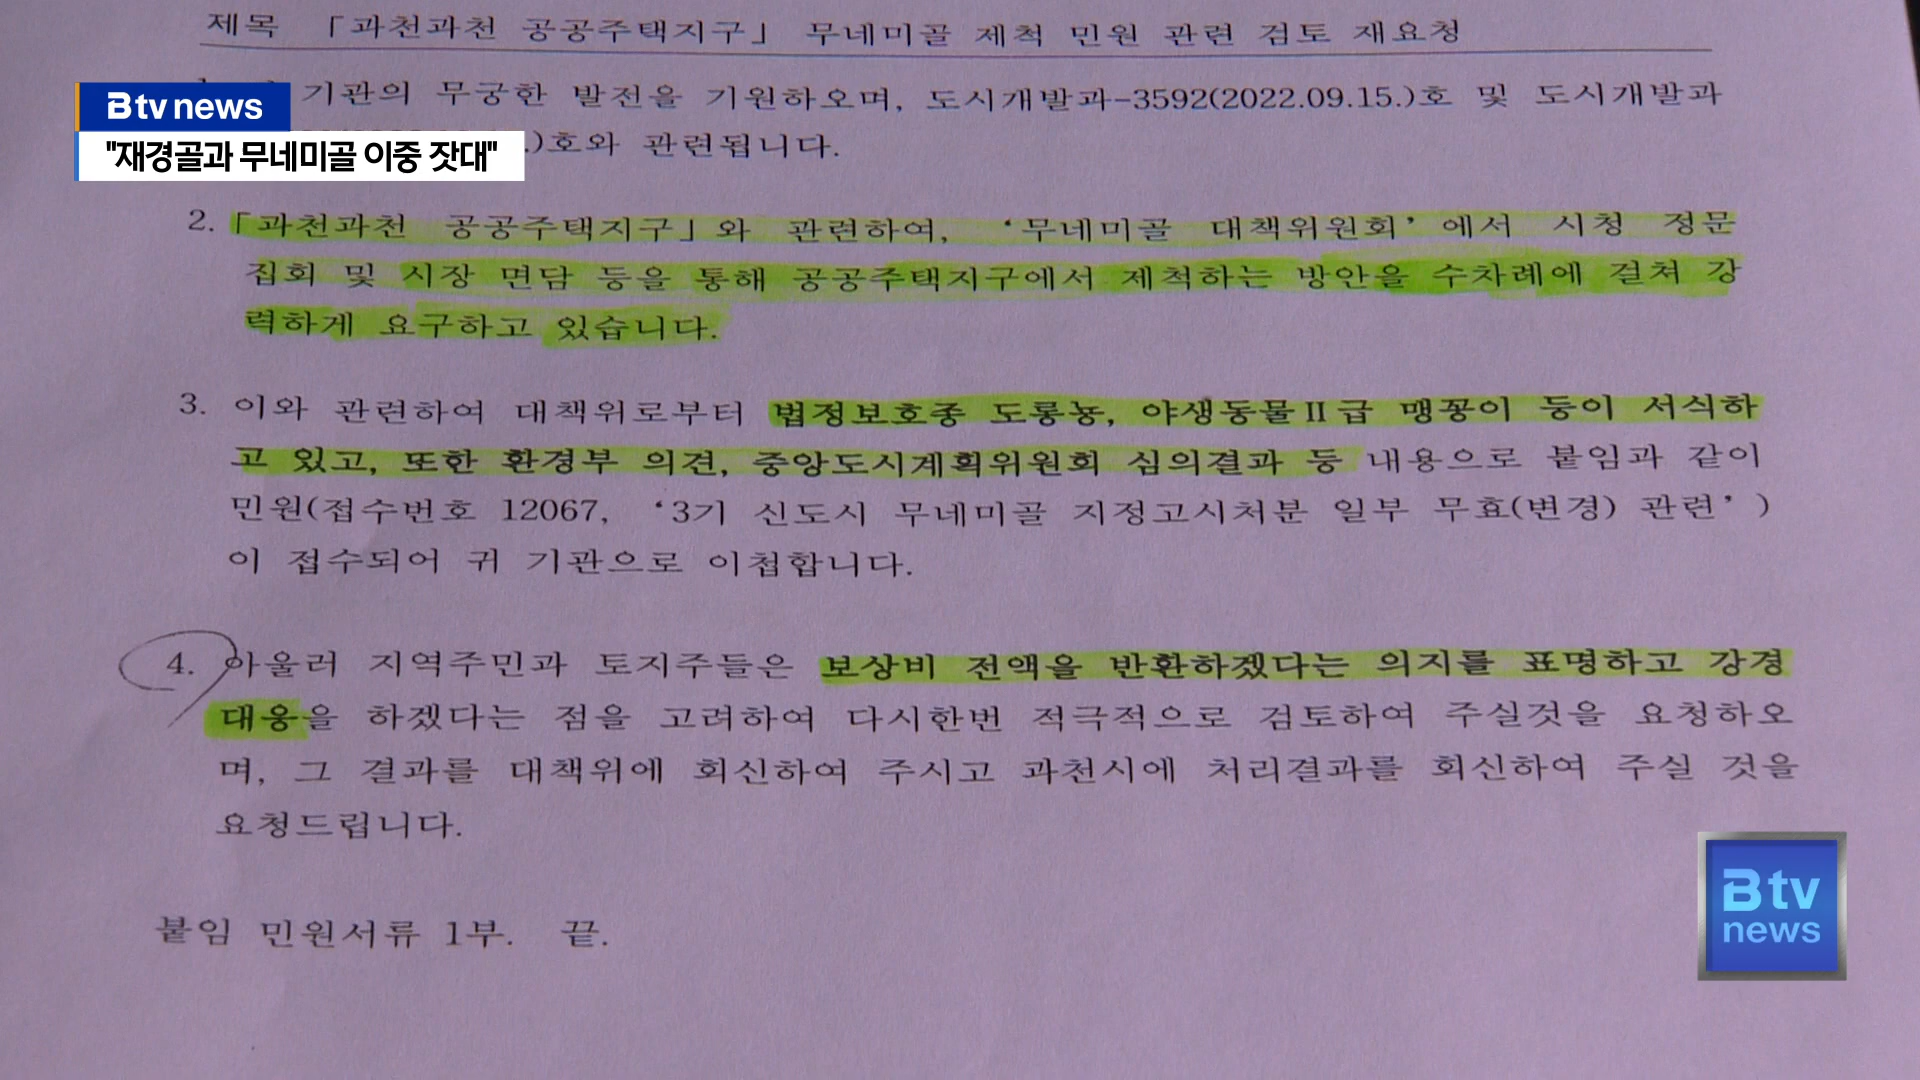 제목 「과천과천 공공주택지구」 무네미골 제척 민원 관련 검토 재요청
기관의 무궁한 발전을 기원하오며, 도시개발과-3592(2022.09.15.)호 및 도시개발과
.)호와 관련됩니다.
B tv news
"재경골과 무네미골 이중 잣대"
2. 「과천과천 공공주택지구」와 관련하여, ‘무네미골 대책위원회’에서 시청 정문
집회 및 시장 면담 등을 통해 공공주택지구에서 제척하는 방안을 수차례에 걸쳐 강
력하게 요구하고 있습니다.
3. 이와 관련하여 대책위로부터 법정보호종 도롱뇽, 야생동물Ⅱ급 맹꽁이 등이 서식하
고 있고, 또한 환경부 의견, 중앙도시계획위원회 심의결과 등 내용으로 붙임과 같이
민원(접수번호 12067, ‘3기 신도시 무네미골 지정고시처분 일부 무효(변경) 관련’)
이 접수되어 귀 기관으로 이첩합니다.
4. 아울러 지역주민과 토지주들은 보상비 전액을 반환하겠다는 의지를 표명하고 강경
대응을 하겠다는 점을 고려하여 다시한번 적극적으로 검토하여 주실것을 요청하오
며, 그 결과를 대책위에 회신하여 주시고 과천시에 처리결과를 회신하여 주실 것을
요청드립니다.
붙임 민원서류 1부. 끝.
B tv
news